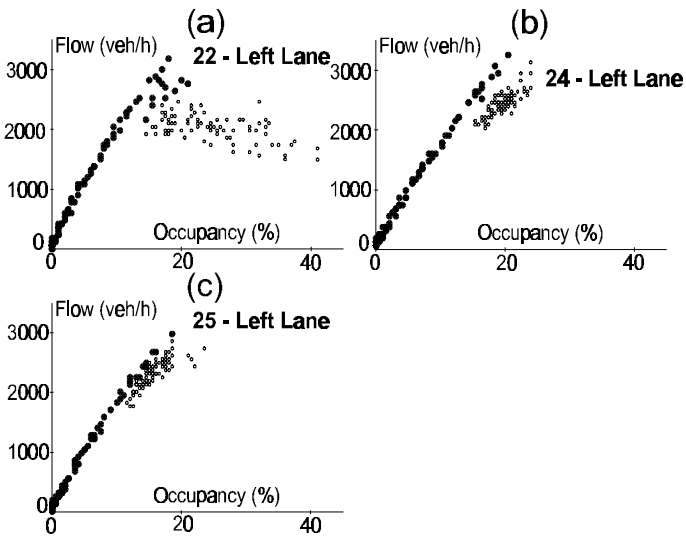 (a)
Flow (veh/h)
22 - Left Lane
3000
2000
1000
0
Occupancy (%)
0 20 40
(b)
Flow (veh/h)
24 - Left Lane
3000
2000
1000
0
Occupancy (%)
0 20 40
(c)
Flow (veh/h)
25 - Left Lane
3000
2000
1000
0
Occupancy (%)
0 20 40